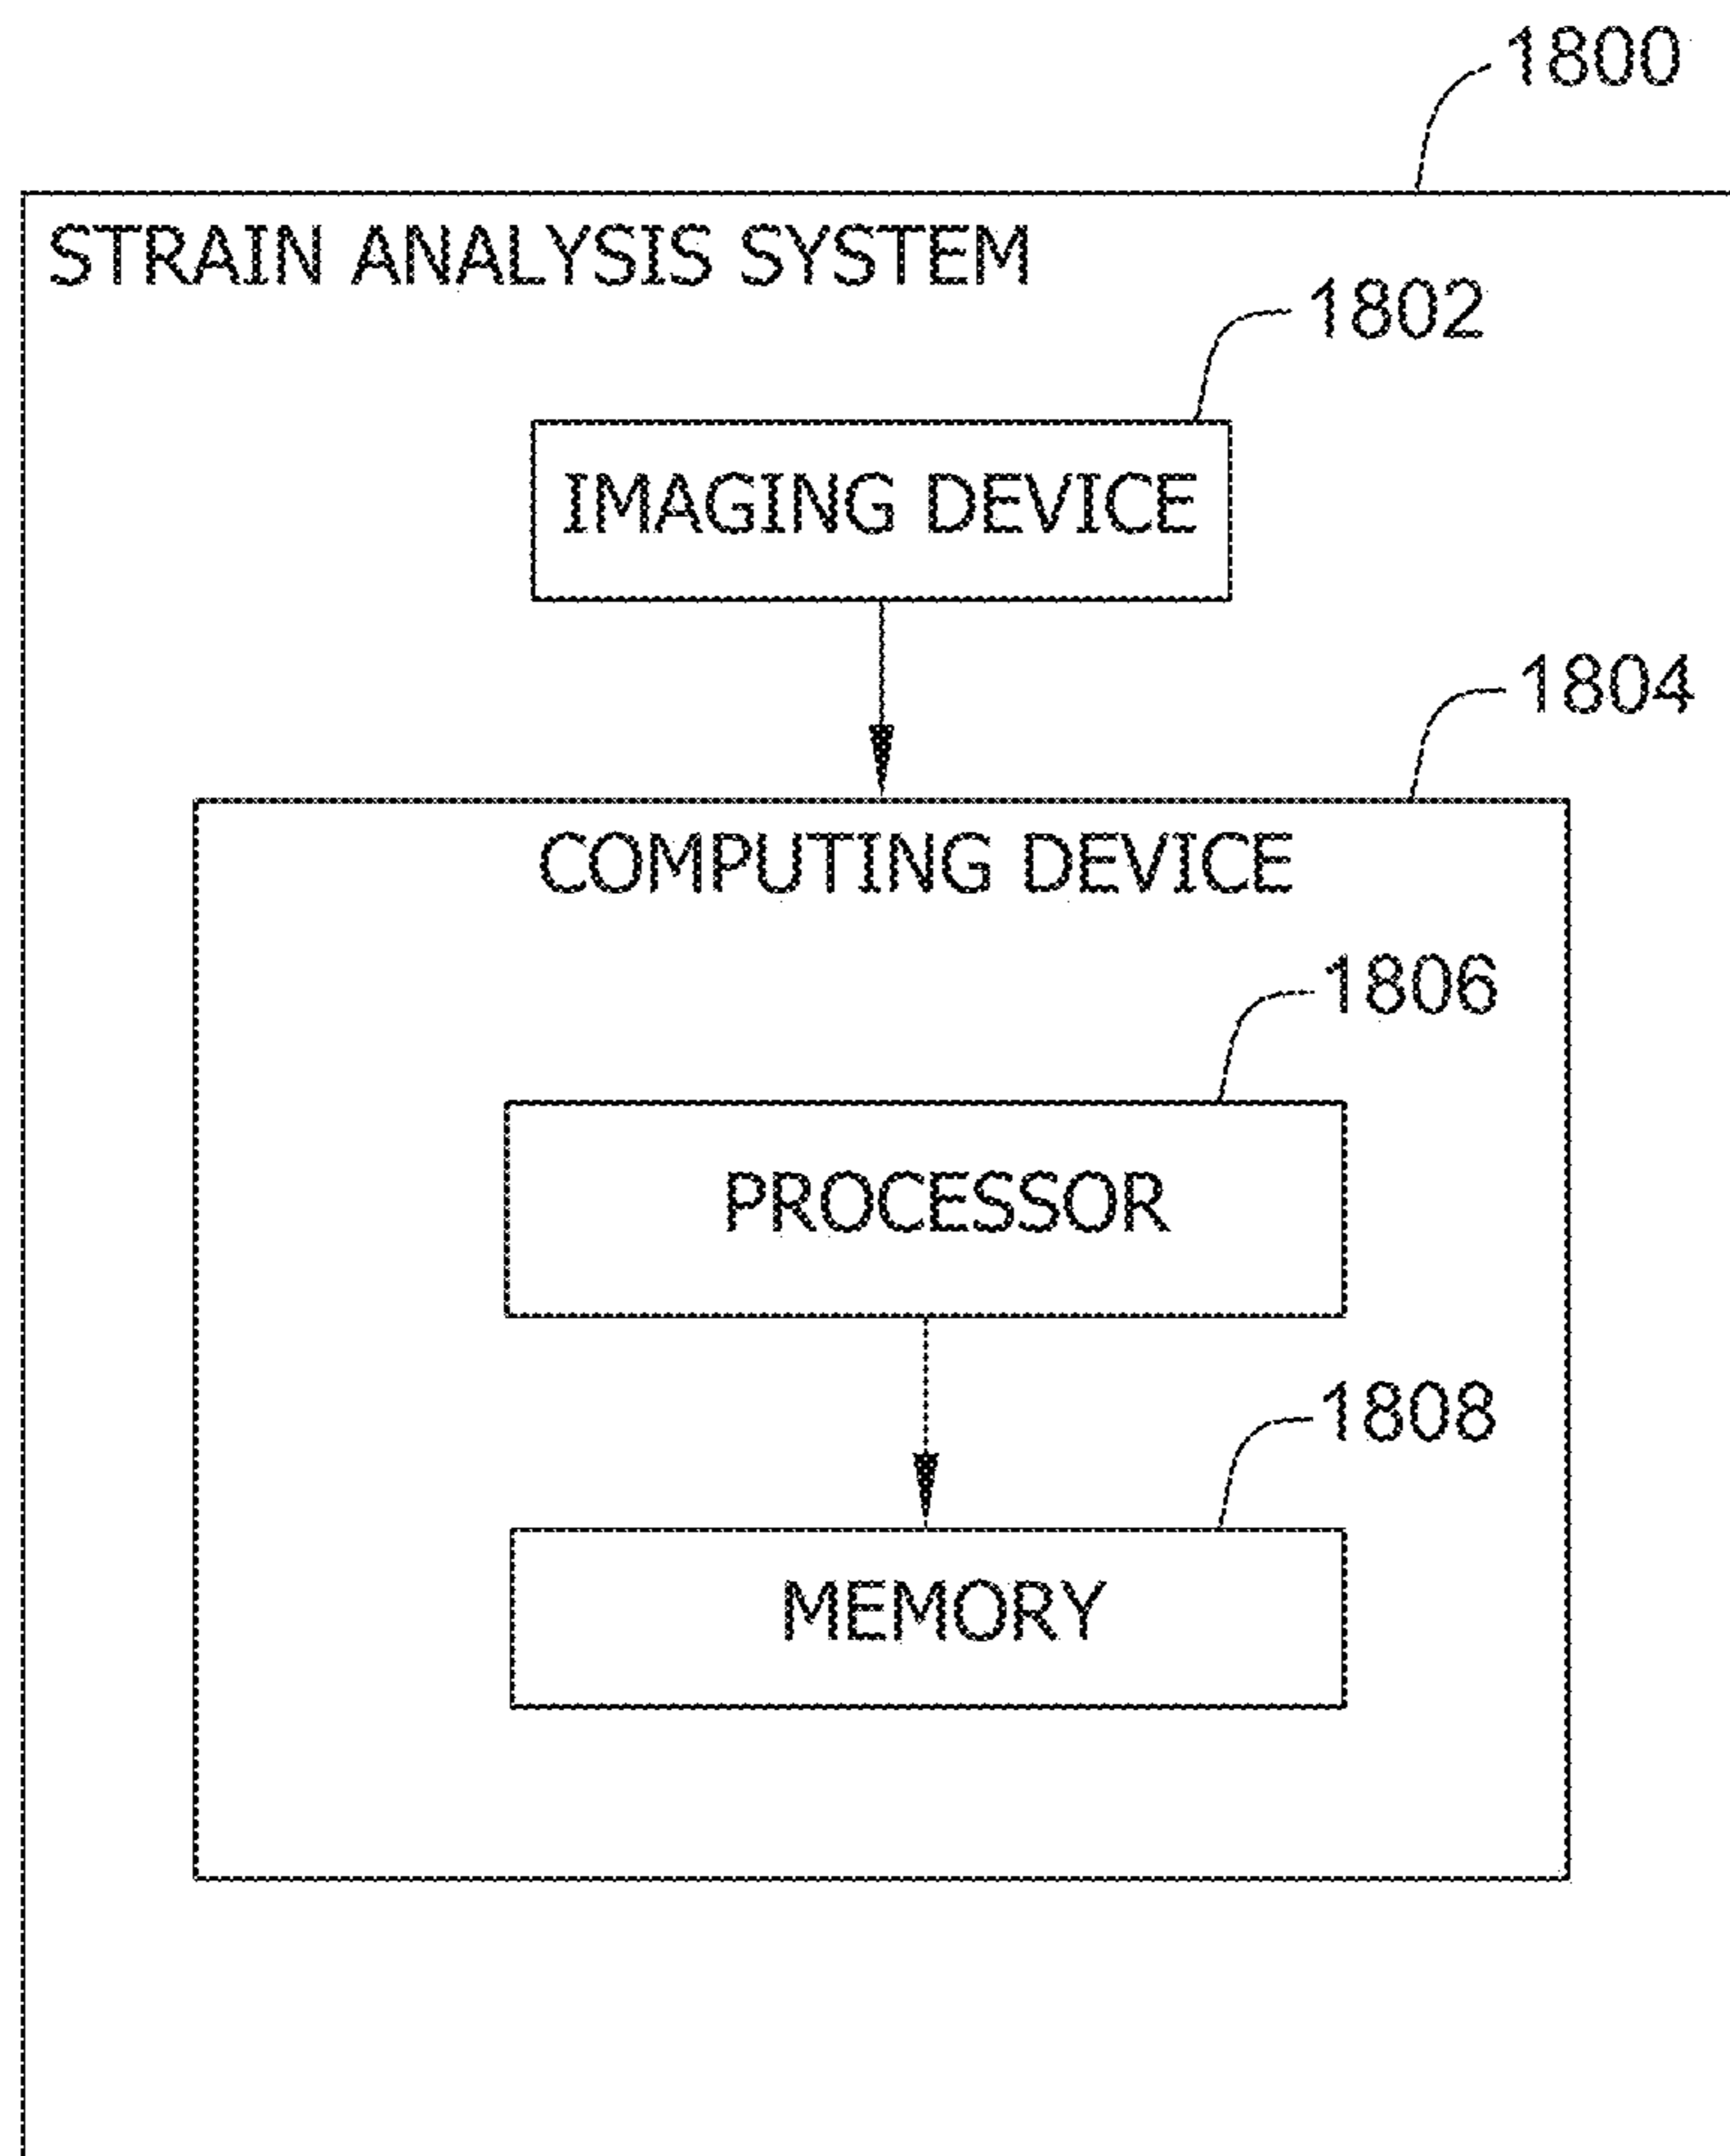 1800
STRAIN ANALYSIS SYSTEM
1802
IMAGING DEVICE
1804
COMPUTING DEVICE
1806
PROCESSOR
1808
MEMORY